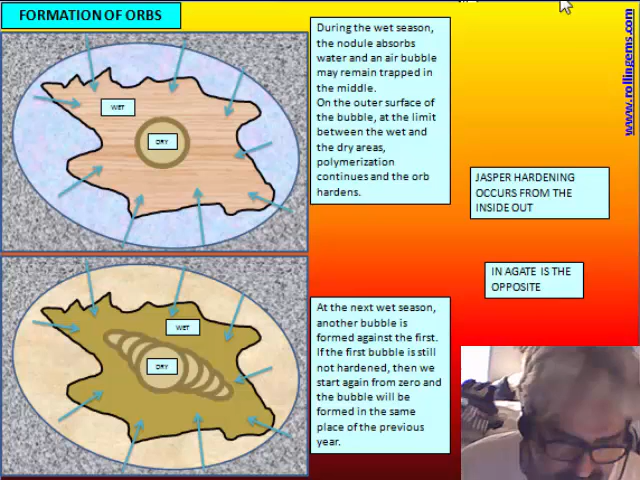 FORMATION OF ORBS
WET
DRY
During the wet season,
the nodule absorbs
water and an air bubble
may remain trapped in
the middle.
On the outer surface of
the bubble, at the limit
between the wet and
the dry areas,
polymerization
continues and the orb
hardens.
www.rollingems.com
JASPER HARDENING
OCCURS FROM THE
INSIDE OUT
IN AGATE IS THE
OPPOSITE
WET
DRY
At the next wet season,
another bubble is
formed against the first.
If the first bubble is still
not hardened, then we
start again from zero and
the bubble will be
formed in the same
place of the previous
year.